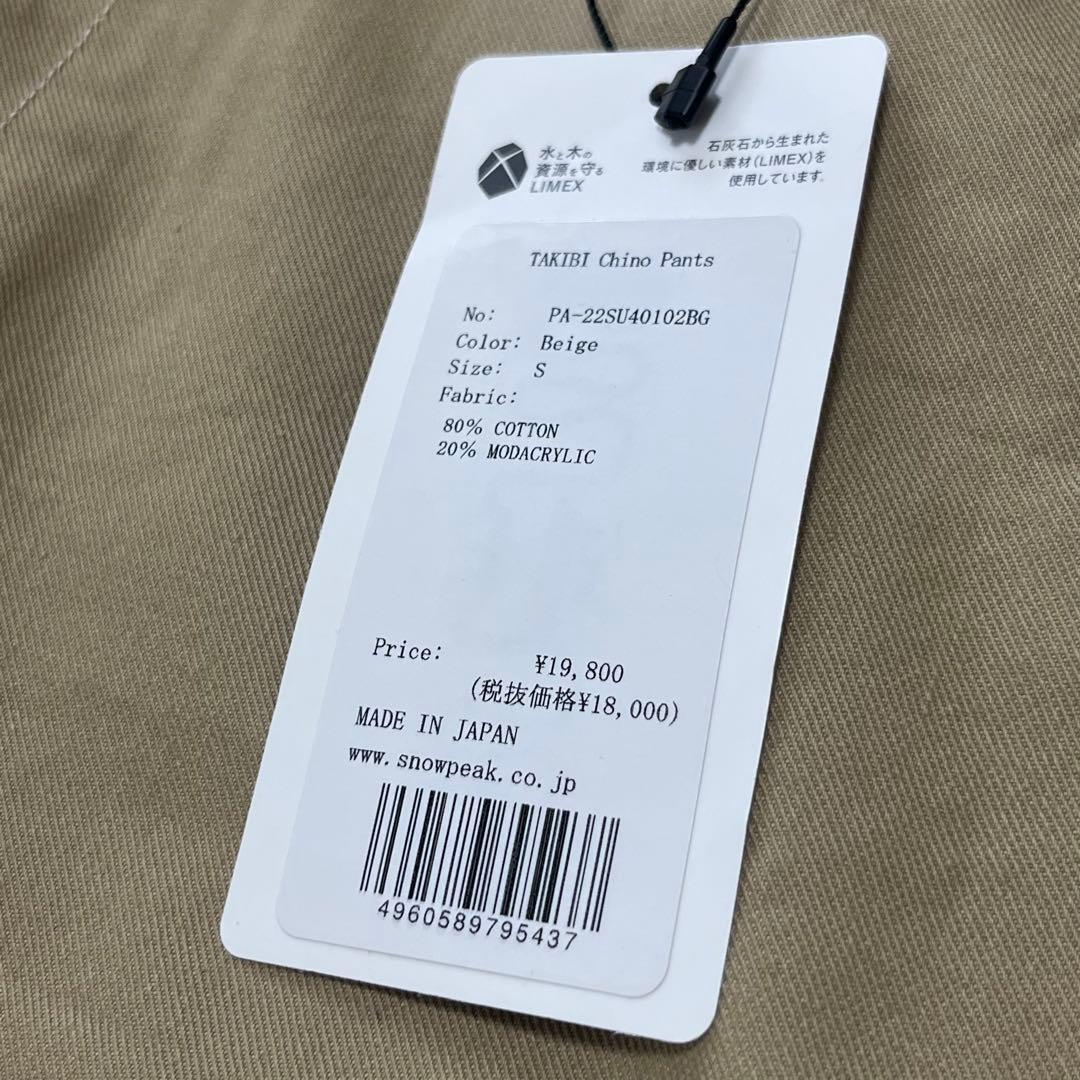 水と木の
資源を守る
LIMEX
石灰石から生まれた
環境に優しい素材(LIMEX)を
使用しています。
TAKIBI Chino Pants
No: PA-22SU40102BG
Color: Beige
Size: S
Fabric:
80% COTTON
20% MODACRYLIC
Price: ¥19,800
(税抜価格¥18,000)
MADE IN JAPAN
www.snowpeak.co.jp
4960589795437